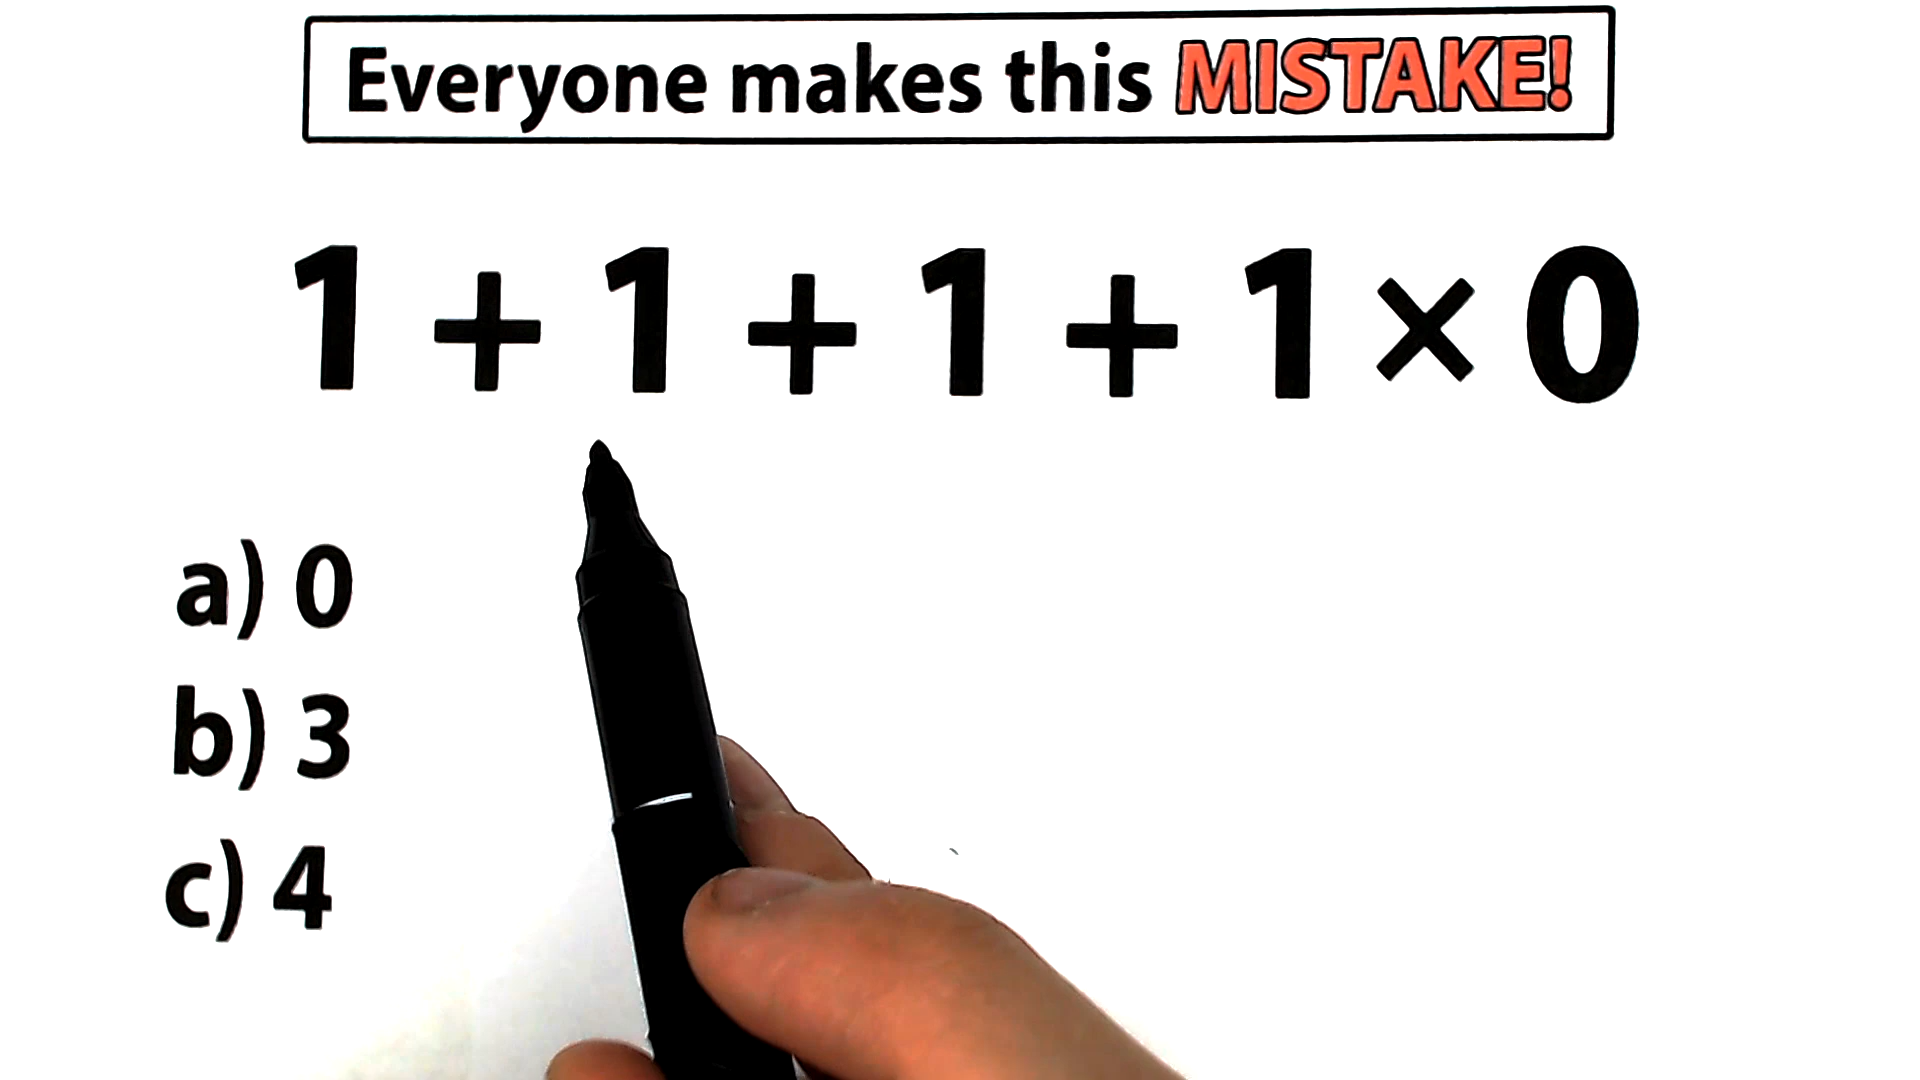 Everyone makes this MISTAKE!
1 + 1 + 1 + 1 × 0
a) 0
b) 3
c) 4